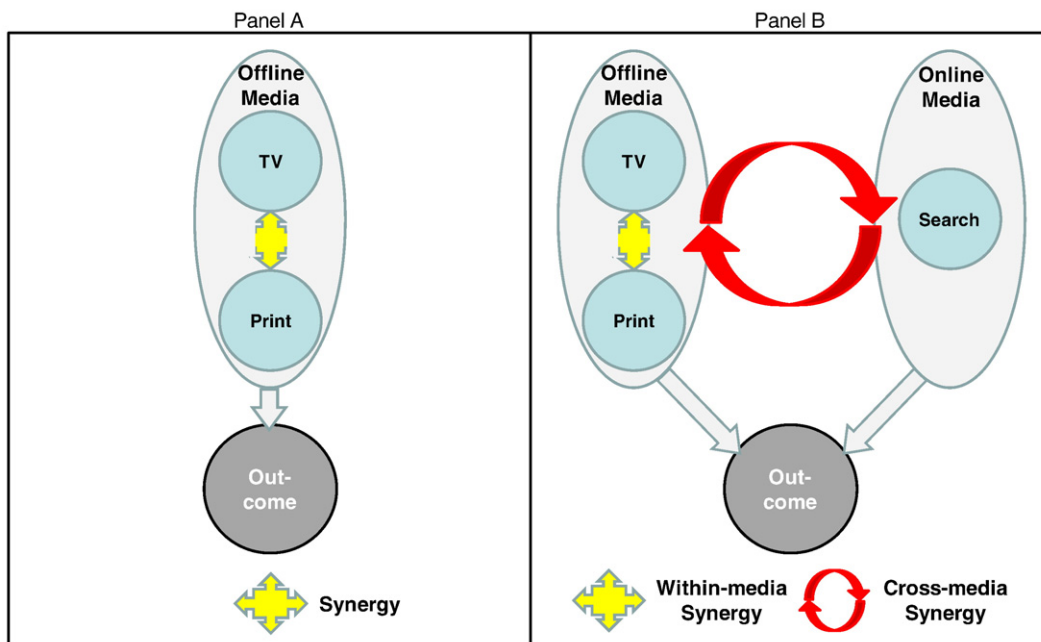 Panel A
Offline
Media
TV
Print
Out-
come
Synergy
Panel B
Offline
Media
TV
Print
Online
Media
Search
Out-
come
Within-media
Synergy
Cross-media
Synergy